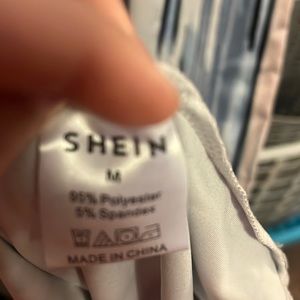 SHEIN
M
95% Polyester
5% Spandex
MADE IN CHINA